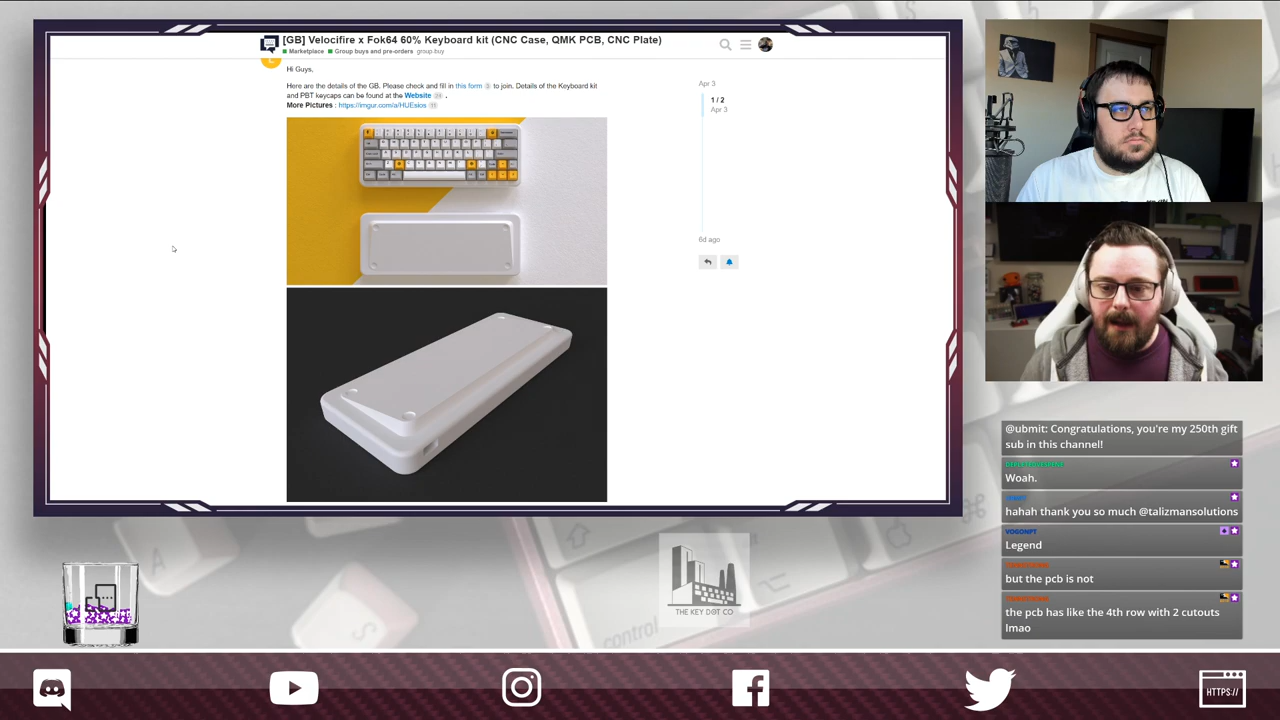 [GB] Velocifire x Fok64 60% Keyboard kit (CNC Case, QMK PCB, CNC Plate)
Marketplace Group buys and pre-orders group-buy
Hi Guys,
Here are the details of the GB. Please check and fill in this form to join. Details of the Keyboard kit
and PBT keycaps can be found at the Website .
More Pictures : https://imgur.com/a/HUEsios
Apr 3
1 / 2
Apr 3
6d ago
@ubmit: Congratulations, you're my 250th gift
sub in this channel!
Woah.
hahah thank you so much @talizmansolutions
Legend
but the pcb is not
the pcb has like the 4th row with 2 cutouts
lmao
THE KEY DOT CO
control
HTTPS://